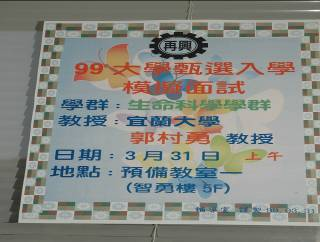 再興
99大學甄選入學
模擬面試
學群：生命科學學群
教授：宜蘭大學
郭村勇 教授
日期：3月31日 上午
地點：預備教室一
(智勇樓 5F)